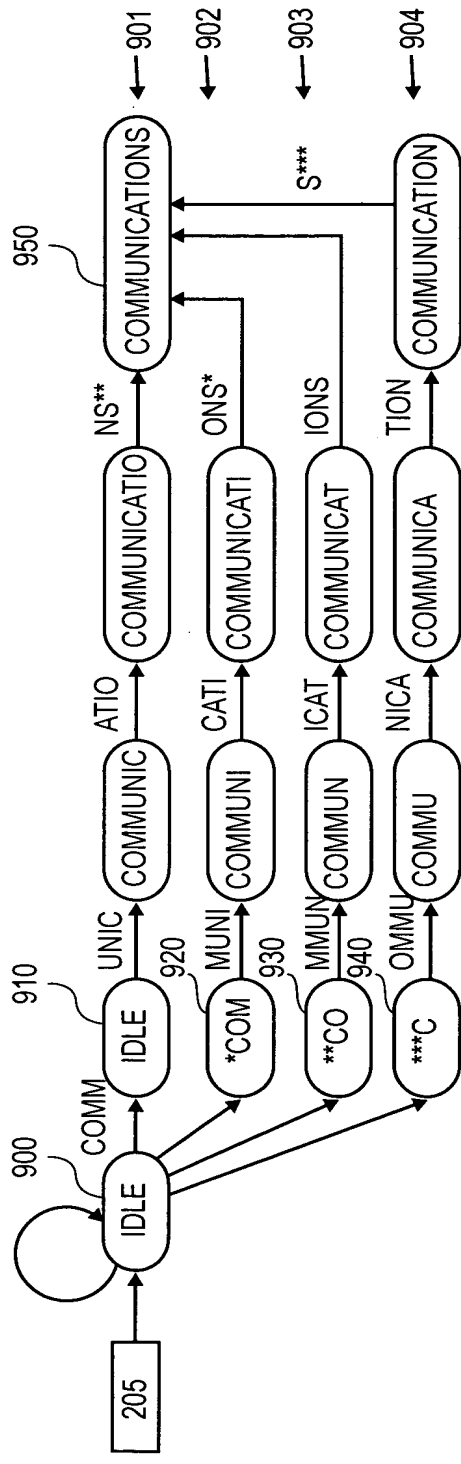 205
900
IDLE
COMM
910
IDLE
UNIC
COMMUNIC
ATIO
COMMUNICATIO
NS**
950
COMMUNICATIONS
901
920
*COM
MUNI
COMMUNI
CATI
COMMUNICATI
ONS*
902
930
**CO
MMUN
COMMUN
ICAT
COMMUNICAT
IONS
903
940
***C
OMMU
COMMU
NICA
COMMUNICA
TION
COMMUNICATION
S***
904